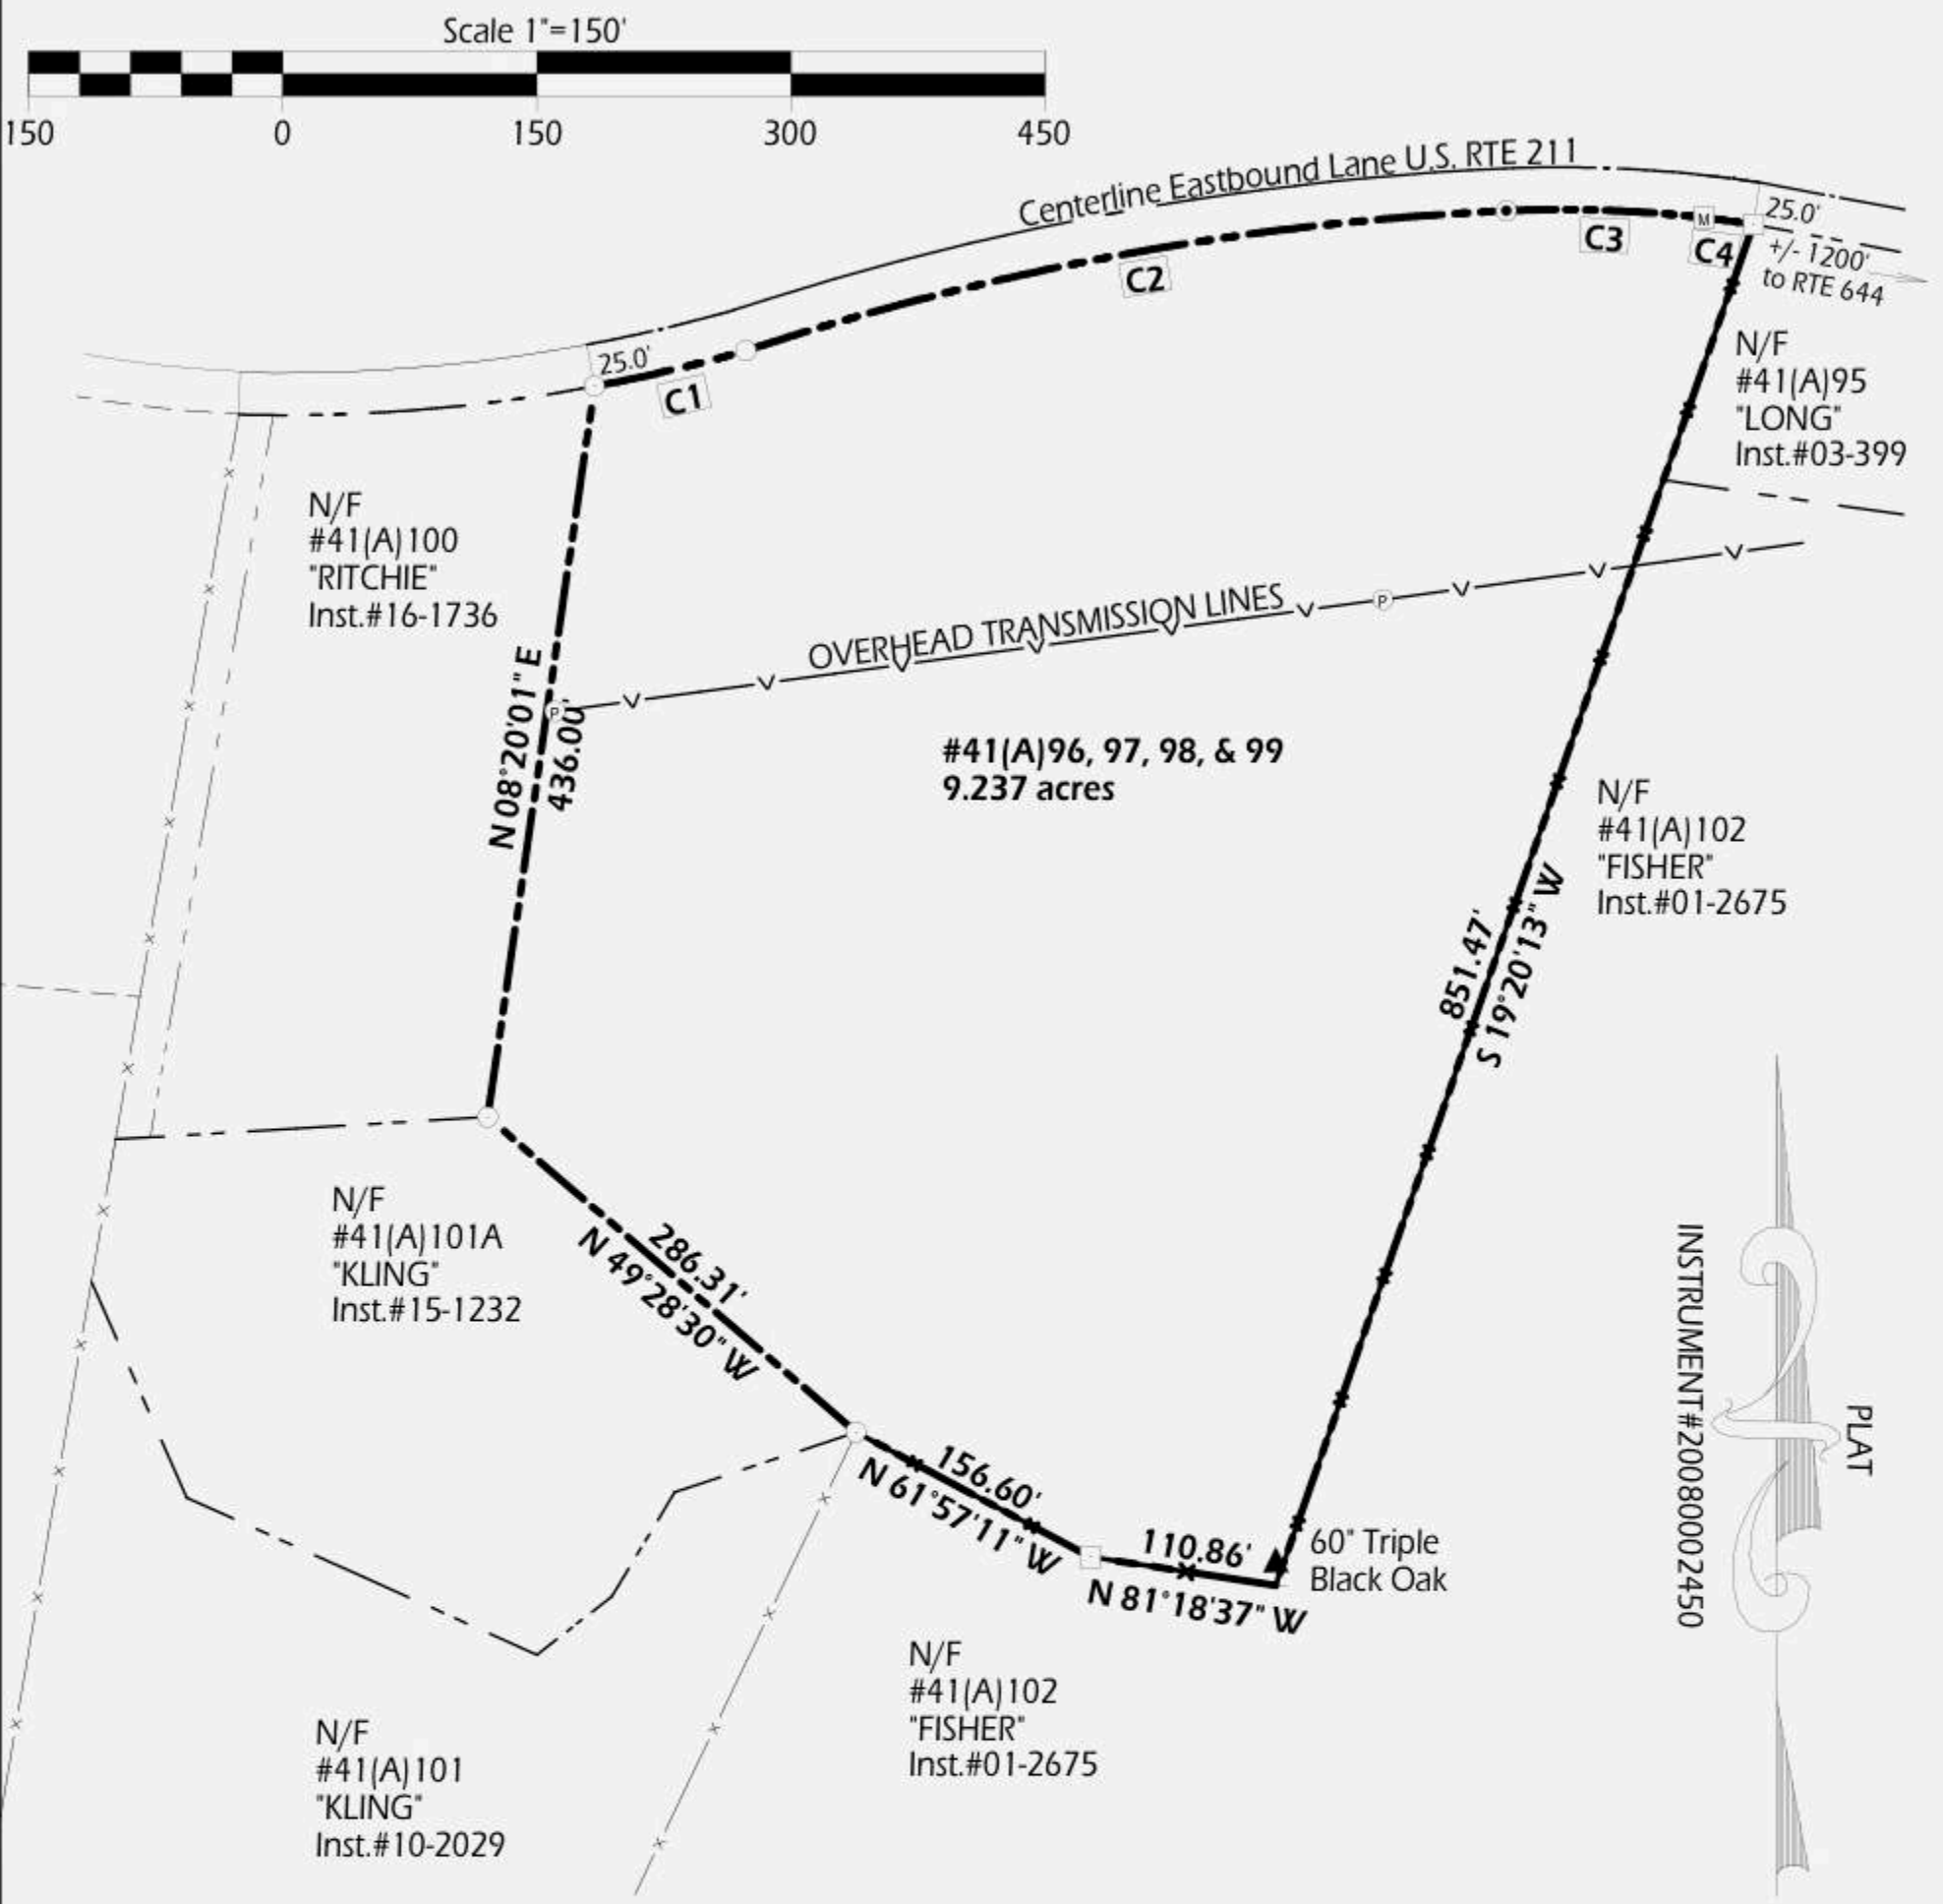 Scale 1"=150'
150 0 150 300 450
Centerline Eastbound Lane U.S. RTE 211
25.0'
C1
C2
C3
M
C4
25.0'
+/- 1200'
to RTE 644
N/F
#41(A)95
"LONG"
Inst.#03-399
N/F
#41(A)100
"RITCHIE"
Inst.#16-1736
N 08°20'01" E
436.00'
P
OVERHEAD TRANSMISSION LINES
P
#41(A)96, 97, 98, & 99
9.237 acres
N/F
#41(A)102
"FISHER"
Inst.#01-2675
851.47'
S 19°20'13" W
N/F
#41(A)101A
"KLING"
Inst.#15-1232
286.31'
N 49°28'30" W
156.60'
N 61°57'11" W
110.86'
N 81°18'37" W
60" Triple
Black Oak
PLAT
INSTRUMENT#200800002450
N/F
#41(A)102
"FISHER"
Inst.#01-2675
N/F
#41(A)101
"KLING"
Inst.#10-2029